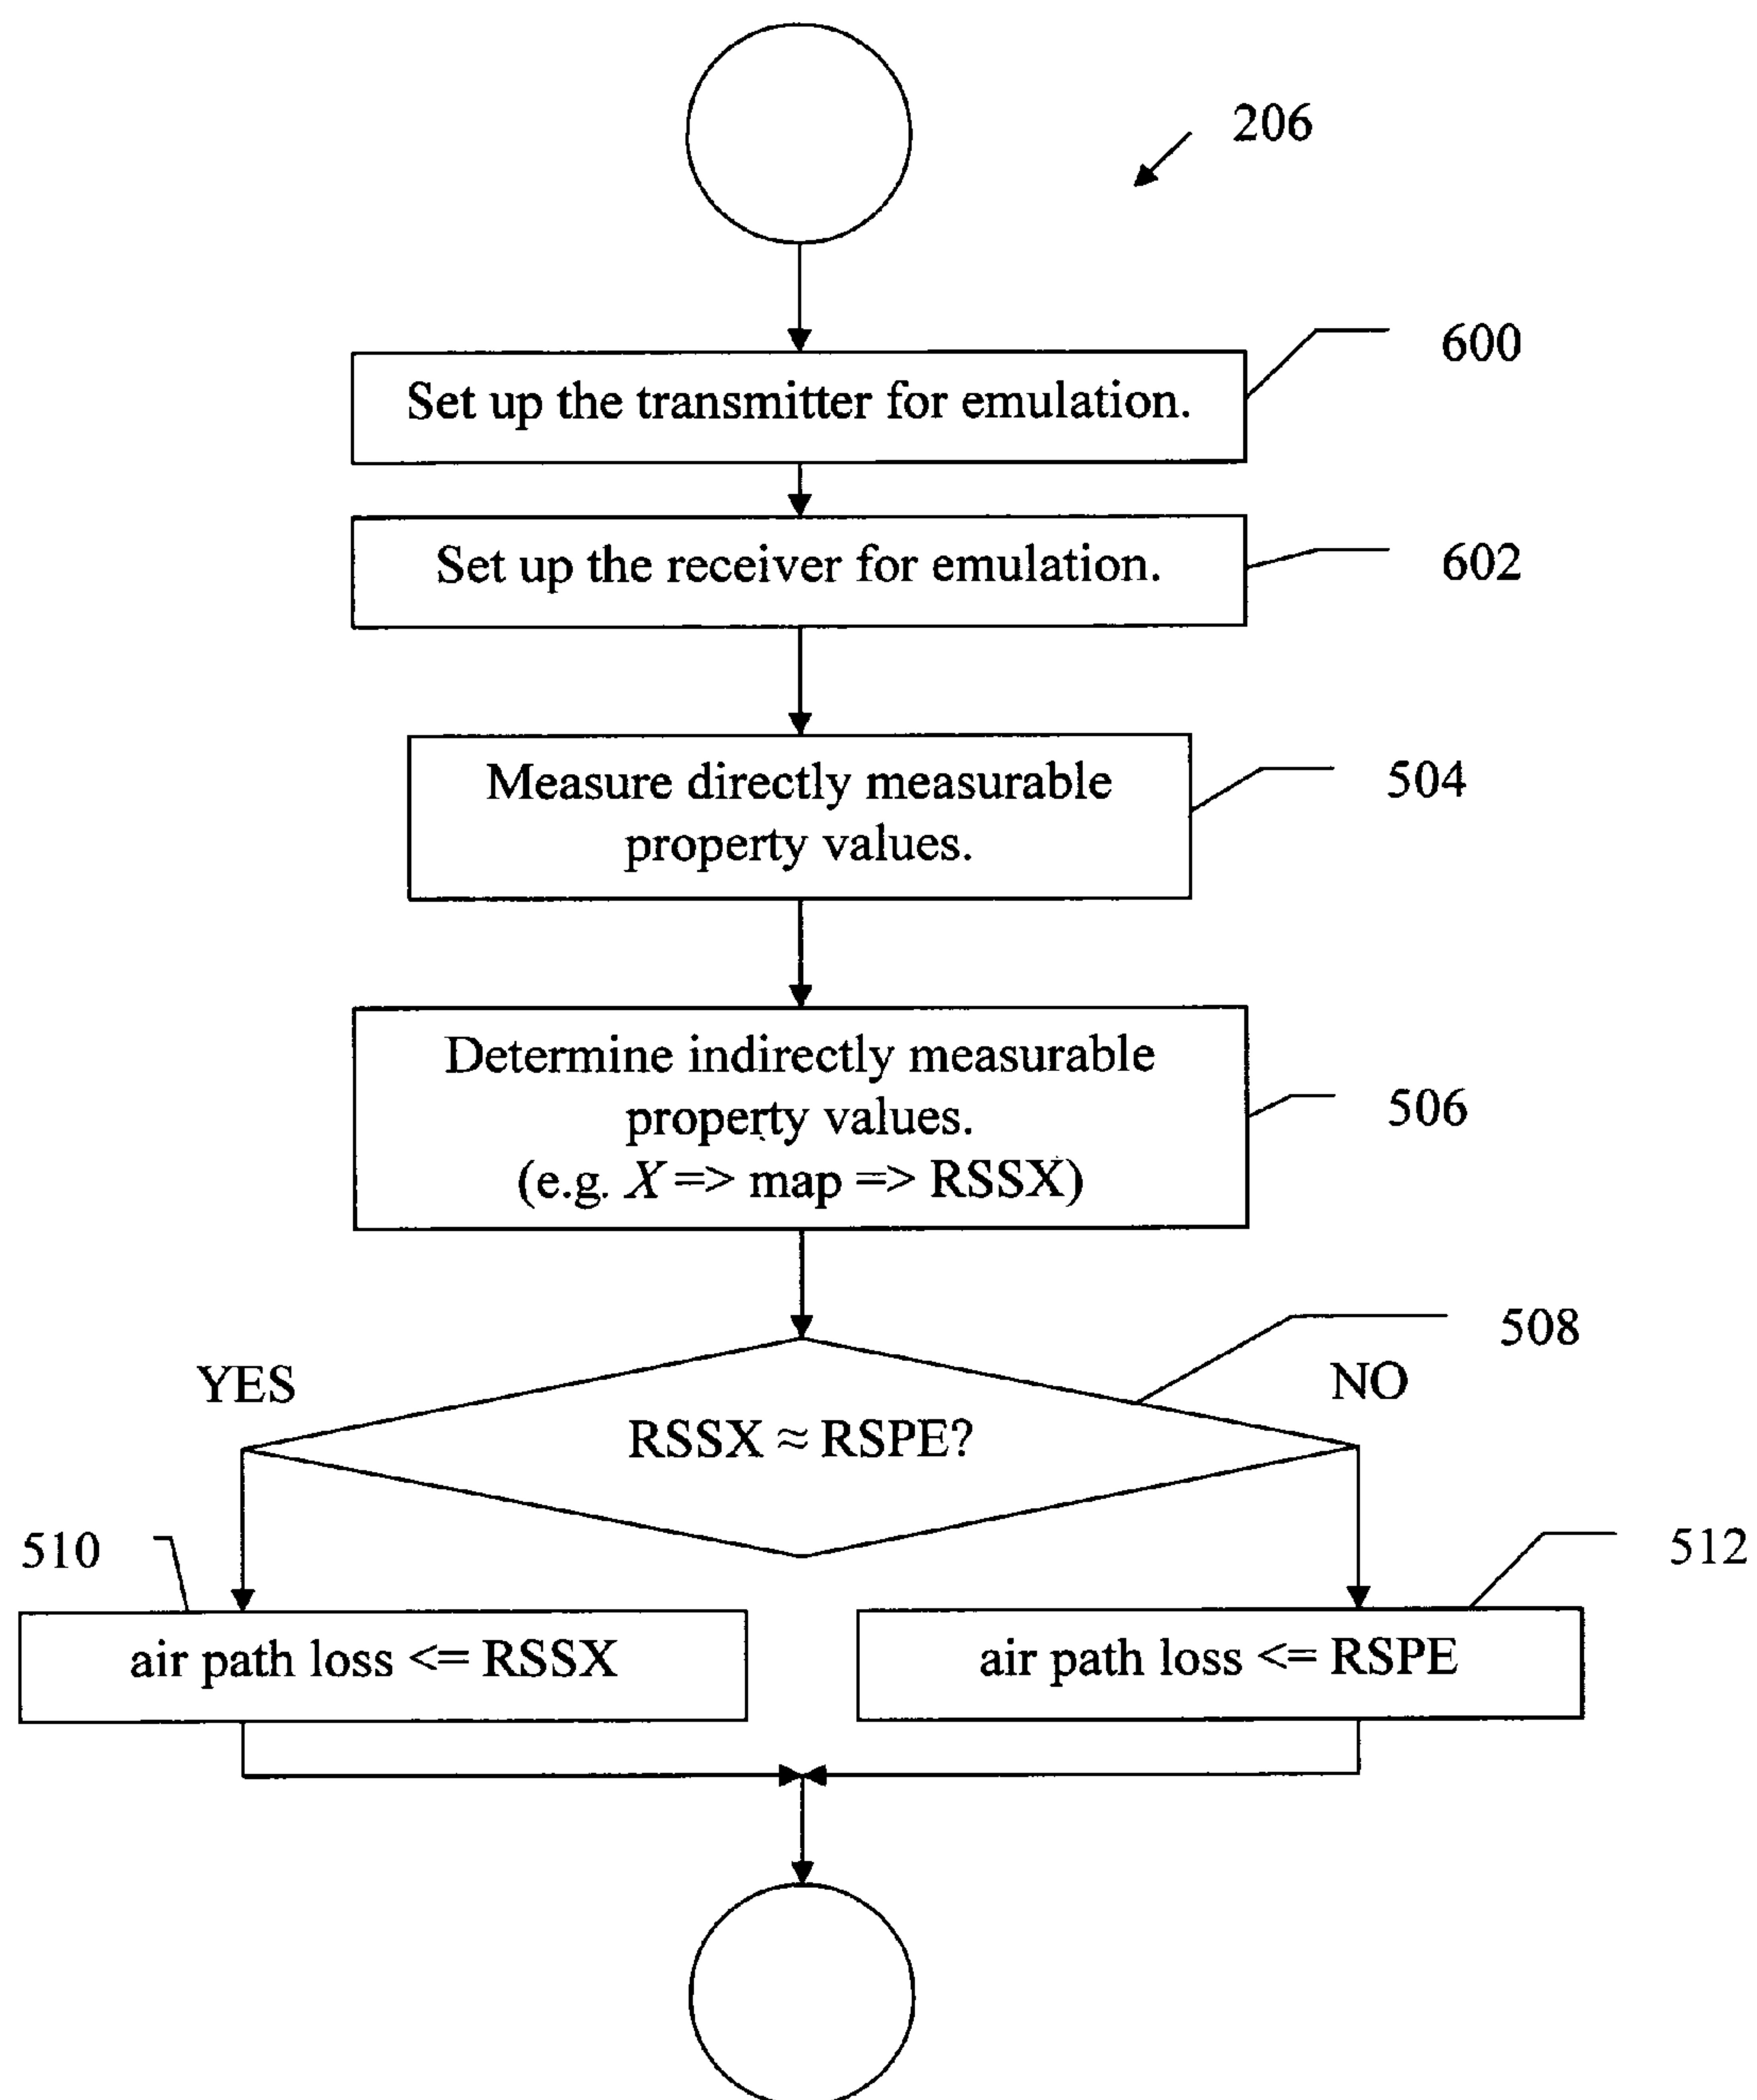 206
600
Set up the transmitter for emulation.
602
Set up the receiver for emulation.
504
Measure directly measurable
property values.
506
Determine indirectly measurable
property values.
(e.g. X => map => RSSX)
508
YES
NO
RSSX ≈ RSPE?
510
512
air path loss <= RSSX
air path loss <= RSPE